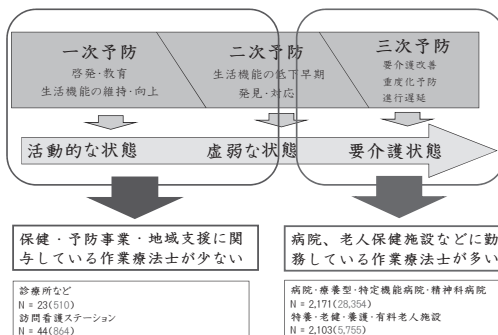 一次予防
啓発･教育
生活機能の維持･向上
二次予防
生活機能の低下早期
発見･対応
三次予防
要介護改善
重度化予防
進行遅延
活動的な状態
虚弱な状態
要介護状態
保健・予防事業・地域支援に関
与している作業療法士が少ない
病院、老人保健施設などに勤
務している作業療法士が多い
診療所など
N = 23(510)
訪問看護ステーション
N = 44(864)
病院･療養型･特定機能病院･精神科病院
N = 2,171(28,354)
特養・老健・養護・有料老人施設
N = 2,103(5,755)